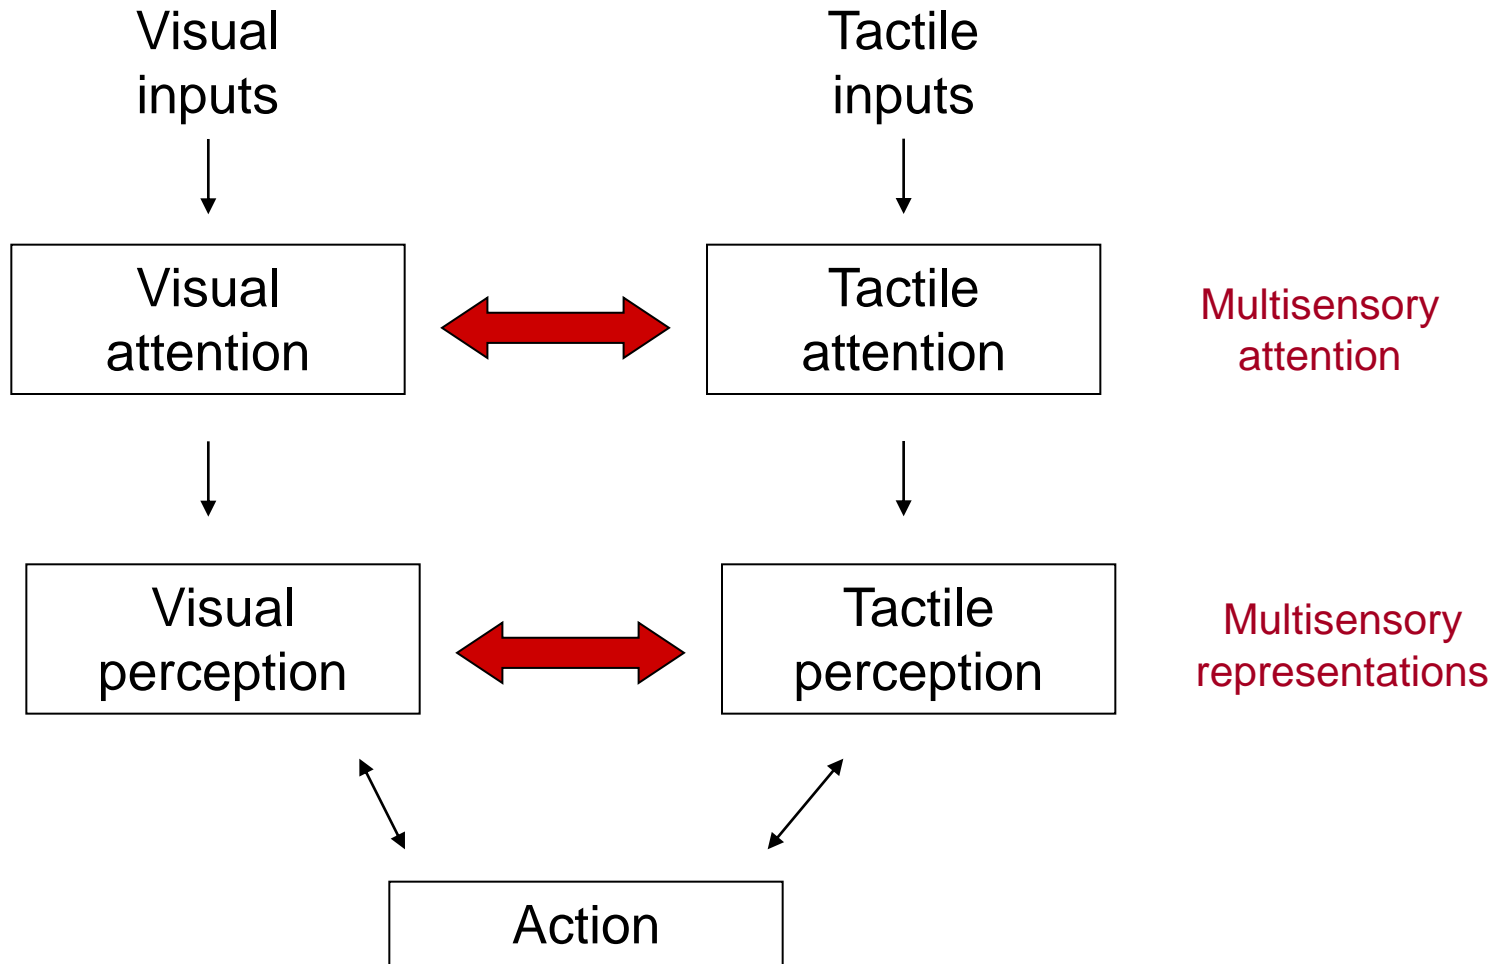 Visual
inputs
Tactile
inputs
Visual
attention
Tactile
attention
Multisensory
attention
Visual
perception
Tactile
perception
Multisensory
representations
Action